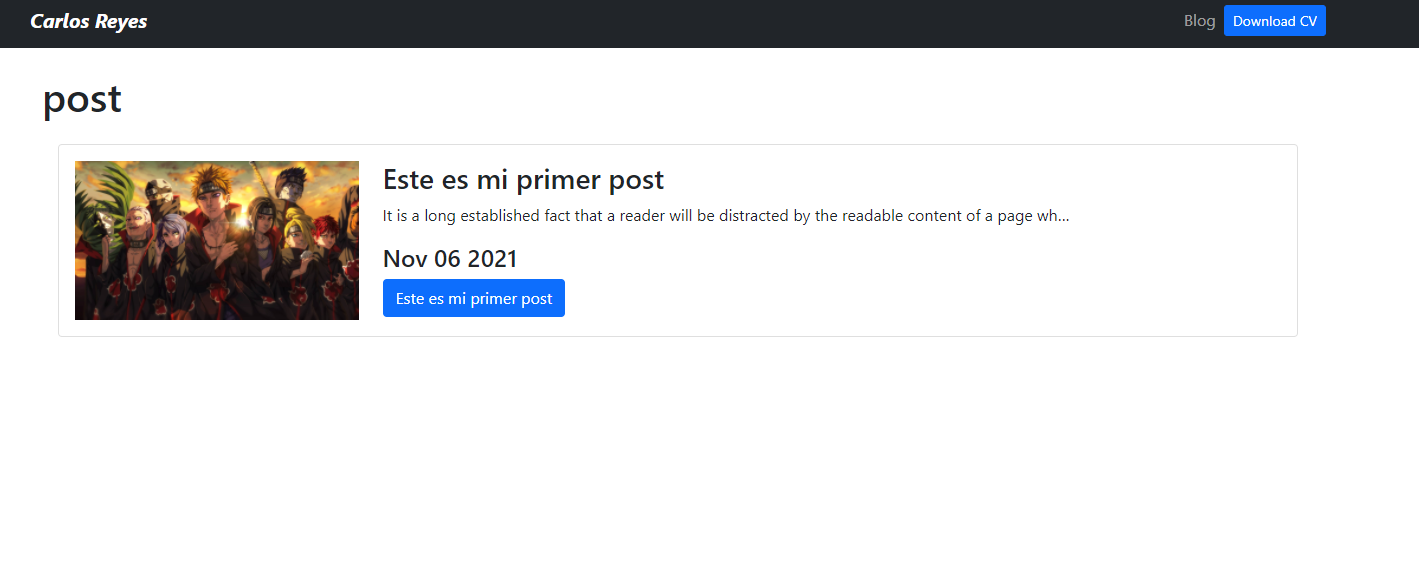 Carlos Reyes
Blog
Download CV
post
Este es mi primer post
It is a long established fact that a reader will be distracted by the readable content of a page wh...
Nov 06 2021
Este es mi primer post